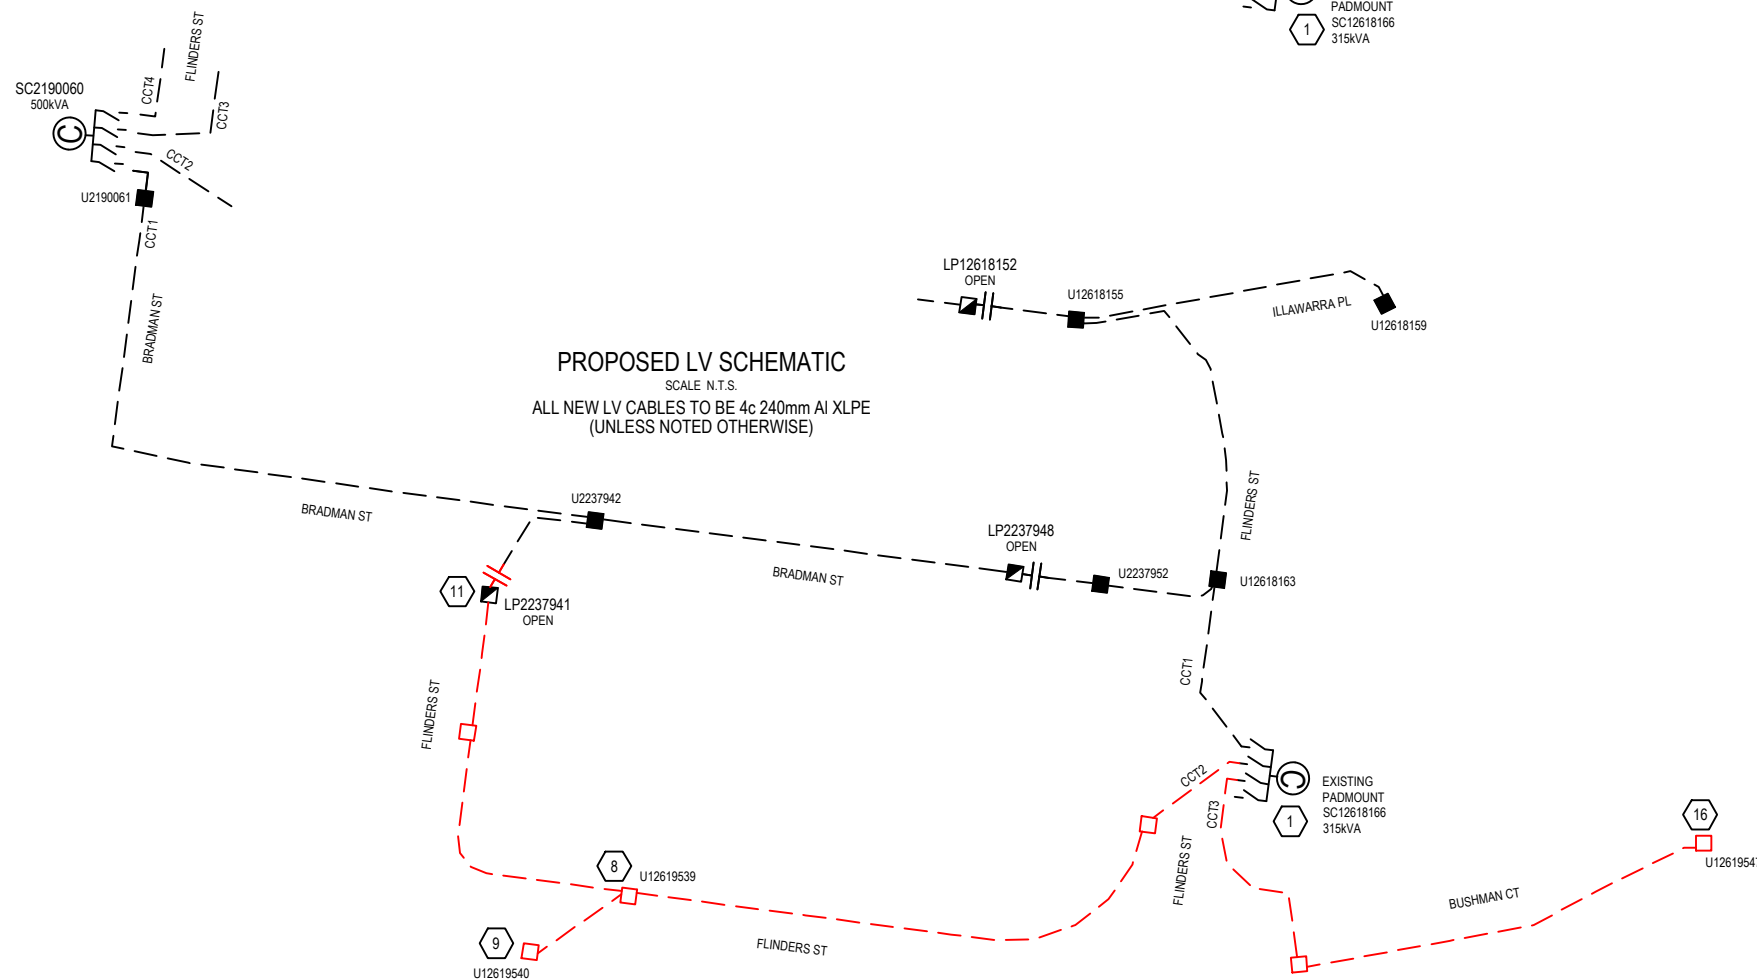 PADMOUNT
SC12618166
1
315kVA
FLINDERS ST
SC2190060
500kVA
CCT4
CCT3
C
CCT2
U2190061
CCT1
BRADMAN ST
LP12618152
OPEN
U12618155
ILLAWARRA PL
U12618159
PROPOSED LV SCHEMATIC
SCALE N.T.S.
ALL NEW LV CABLES TO BE 4c 240mm Al XLPE
(UNLESS NOTED OTHERWISE)
FLINDERS ST
U2237942
BRADMAN ST
LP2237948
OPEN
BRADMAN ST
U2237952
U12618163
11
LP2237941
OPEN
CCT1
FLINDERS ST
CCT2
C
EXISTING
PADMOUNT
SC12618166
315kVA
1
CCT3
16
U1261954
FLINDERS ST
8
U12619539
BUSHMAN CT
9
U12619540
FLINDERS ST